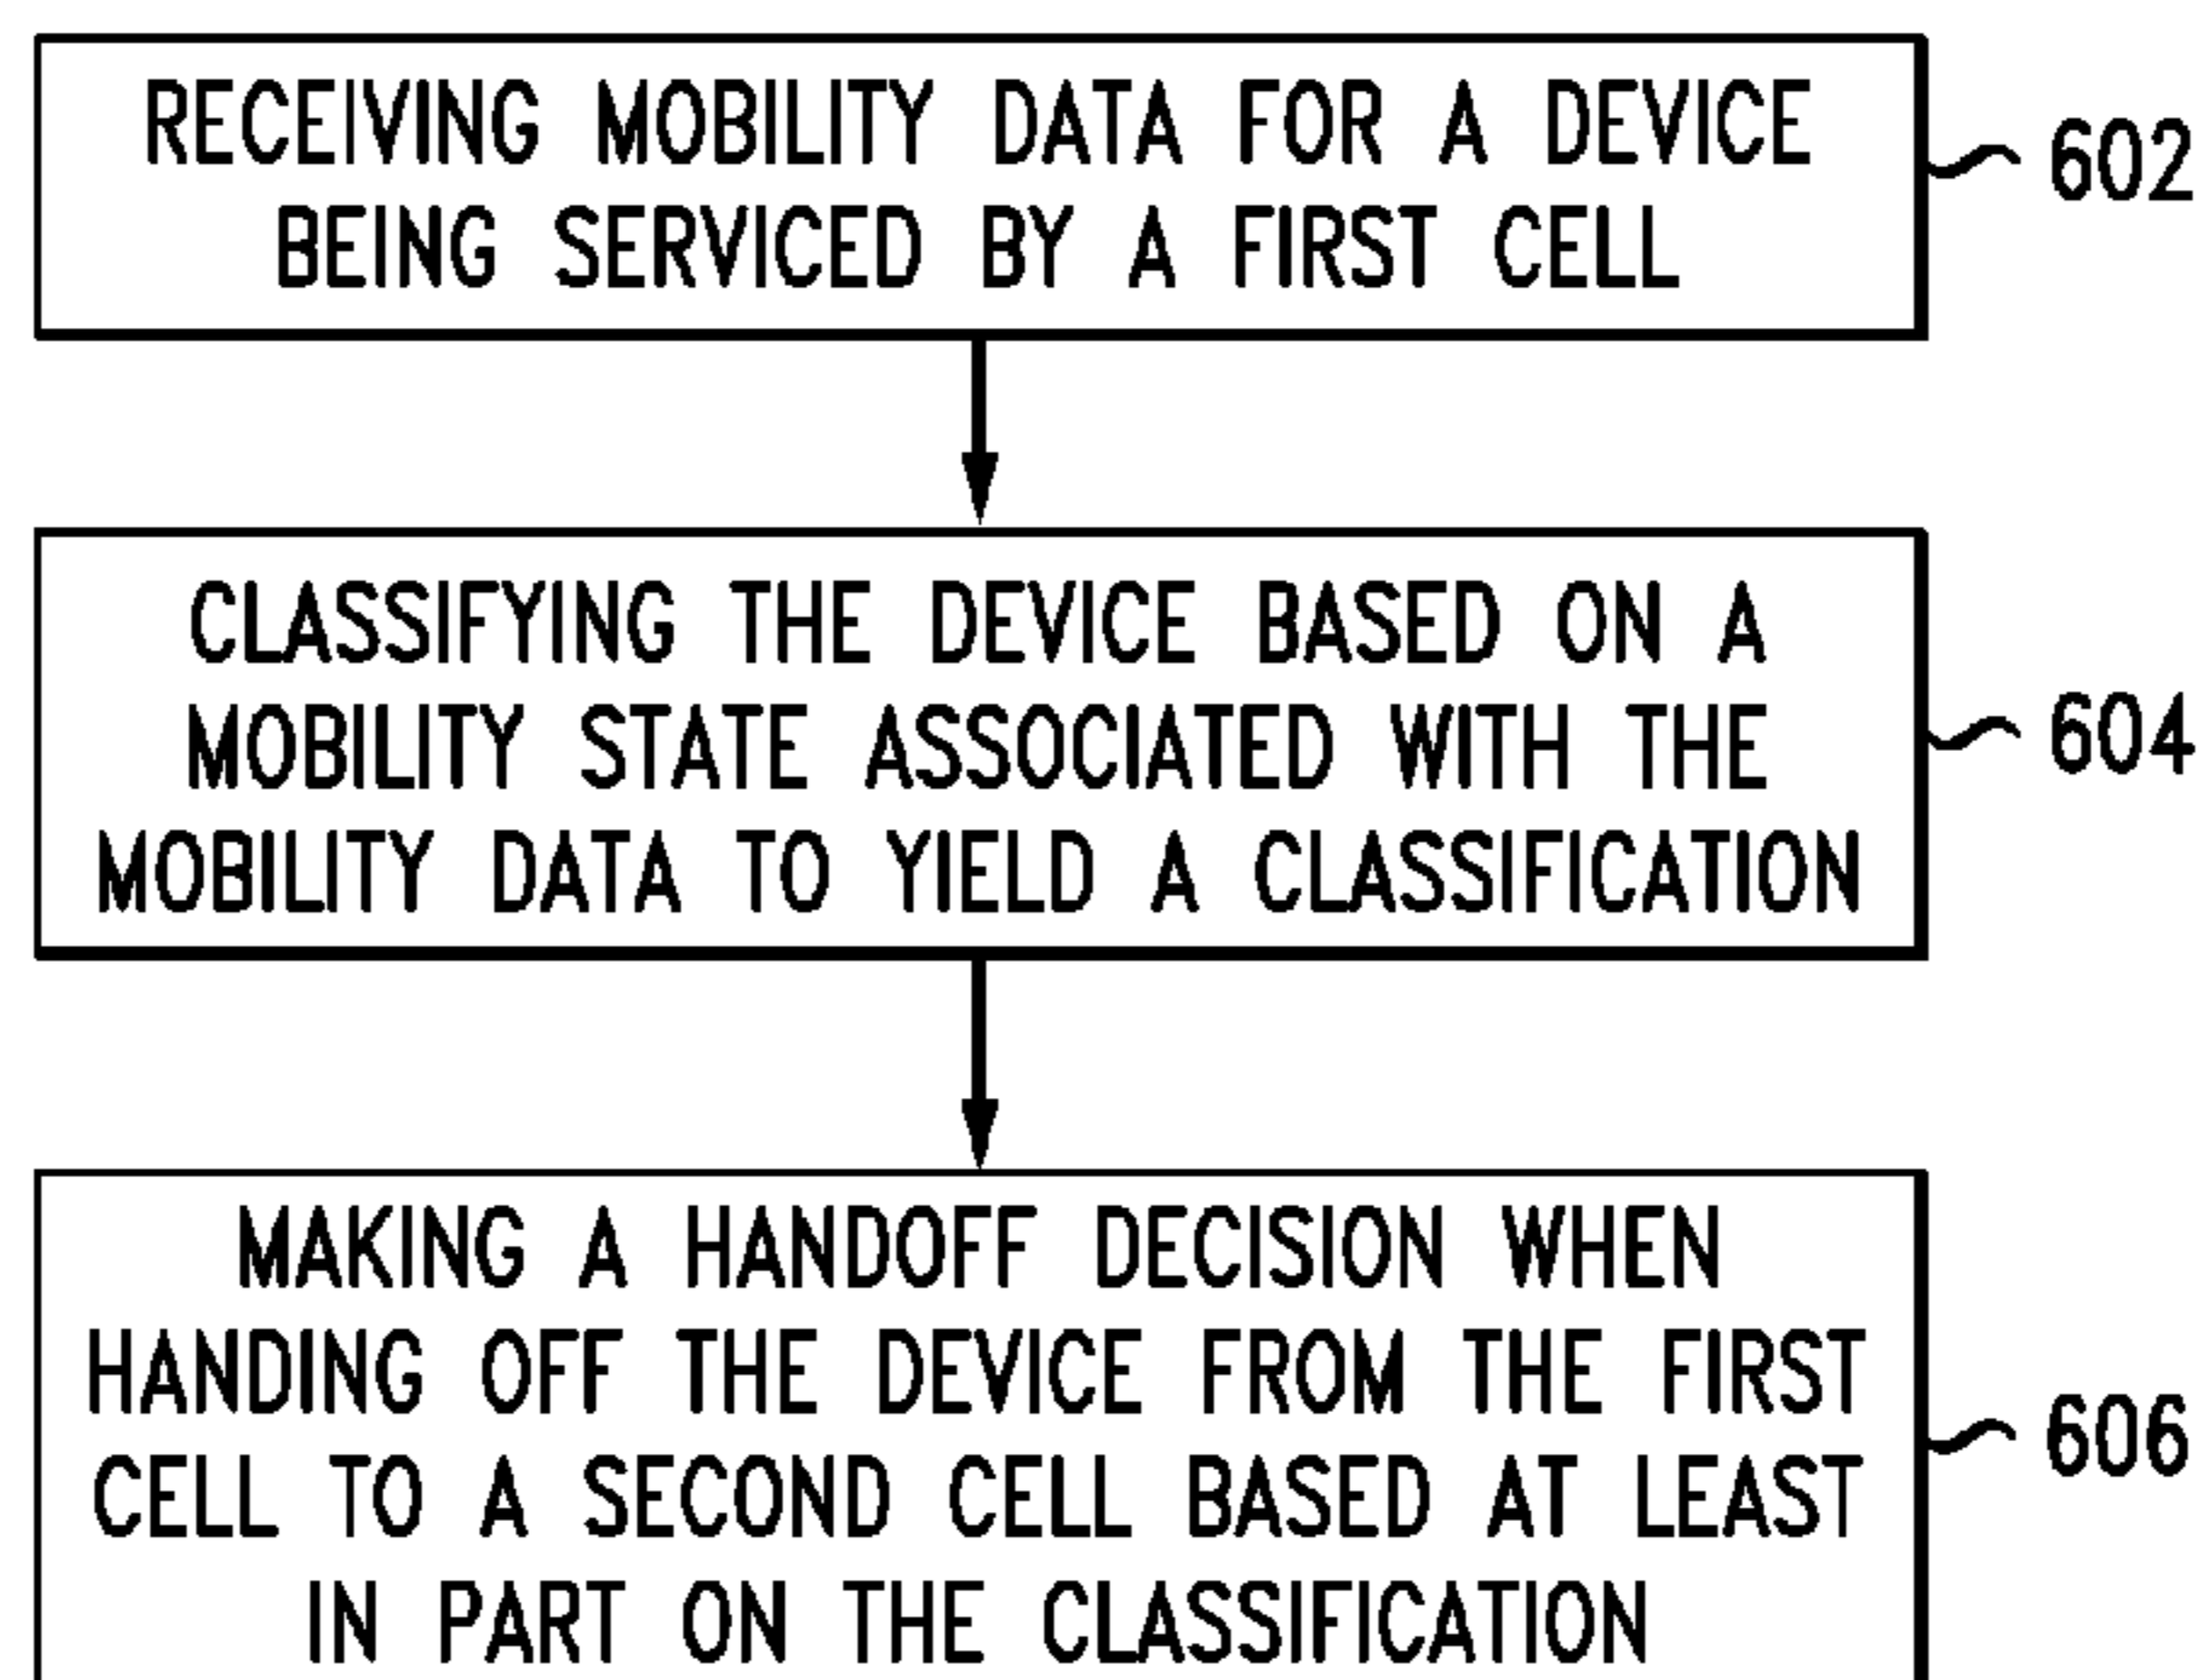 RECEIVING MOBILITY DATA FOR A DEVICE
BEING SERVICED BY A FIRST CELL
602
CLASSIFYING THE DEVICE BASED ON A
MOBILITY STATE ASSOCIATED WITH THE
MOBILITY DATA TO YIELD A CLASSIFICATION
604
MAKING A HANDOFF DECISION WHEN
HANDING OFF THE DEVICE FROM THE FIRST
CELL TO A SECOND CELL BASED AT LEAST
IN PART ON THE CLASSIFICATION
606